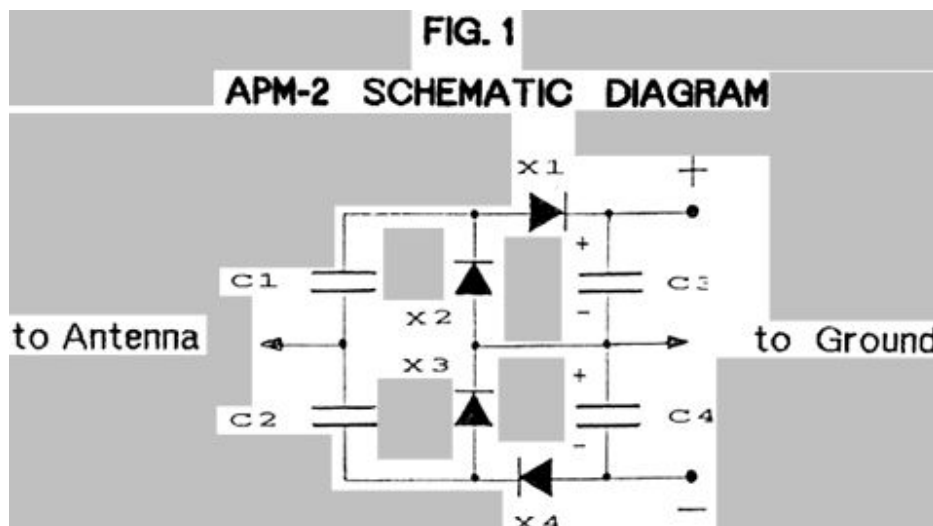 FIG. 1
APM-2 SCHEMATIC DIAGRAM
X1
+
C1
+
C3
-
X2
to Antenna
to Ground
X3
+
C2
C4
-
X4
-